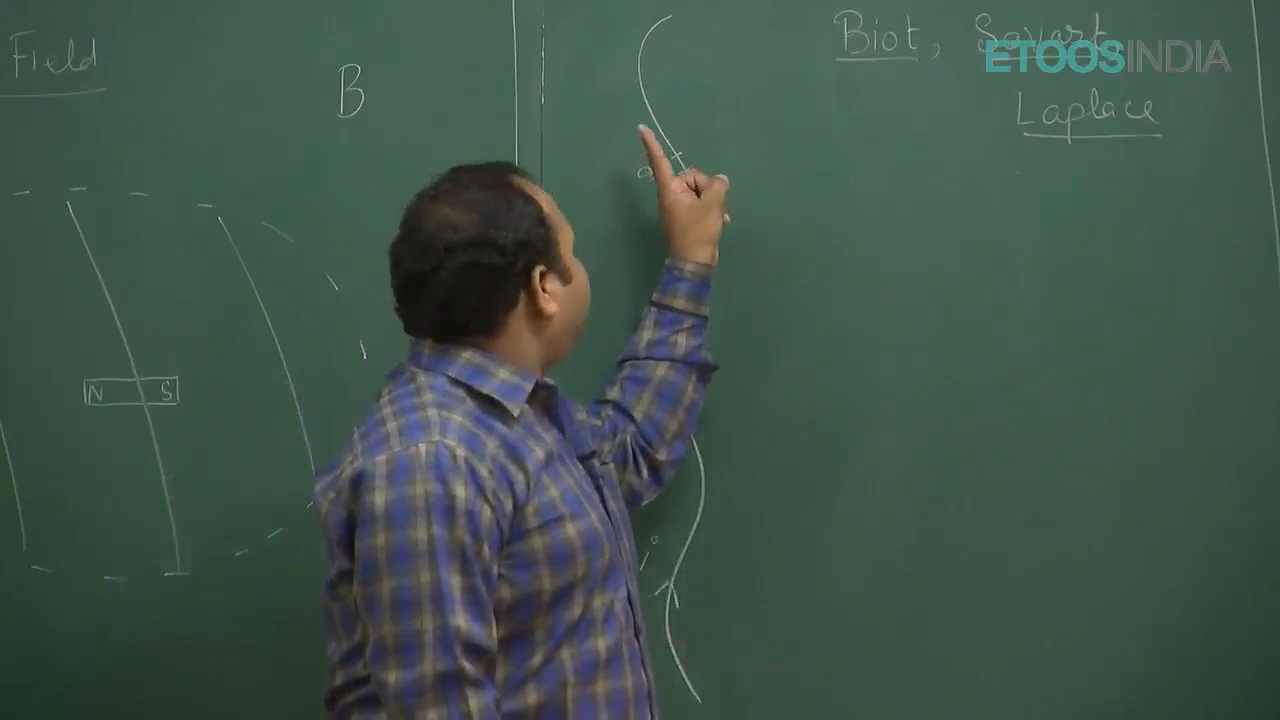 Field
B
N S
i
Biot, Savart
ETOOSINDIA
Laplace